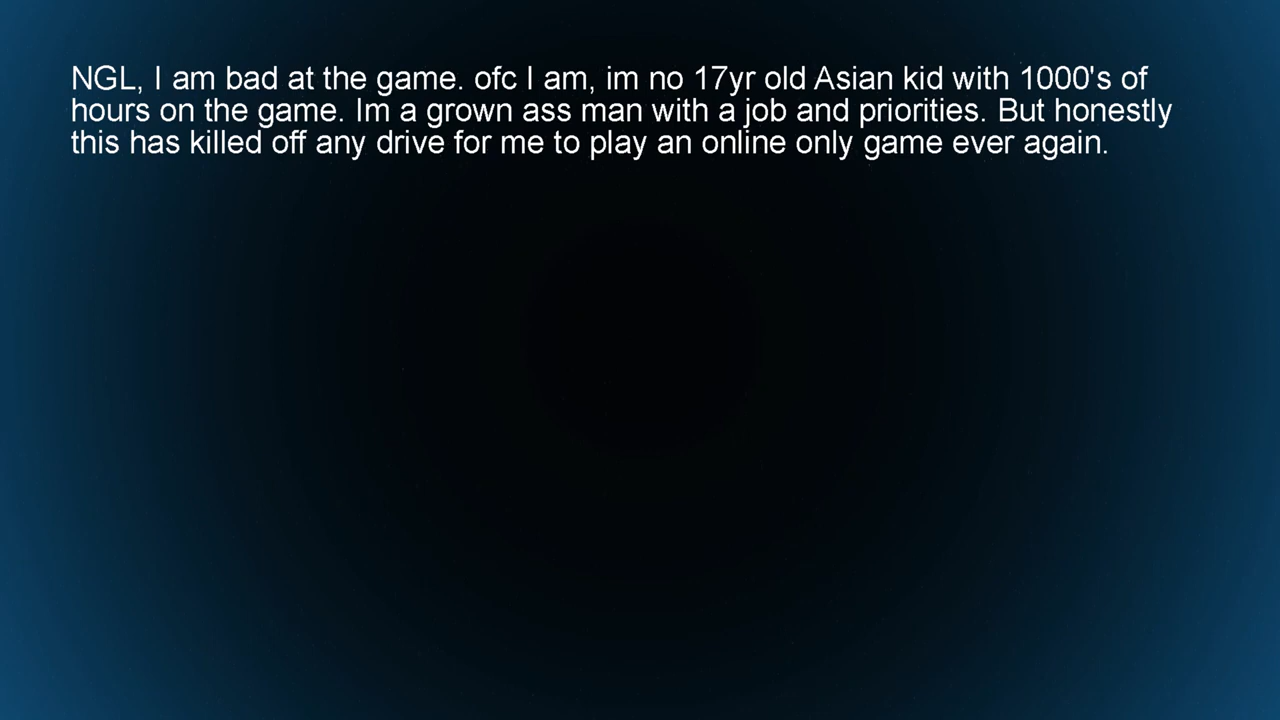 NGL, I am bad at the game. ofc I am, im no 17yr old Asian kid with 1000's of
hours on the game. Im a grown ass man with a job and priorities. But honestly
this has killed off any drive for me to play an online only game ever again.